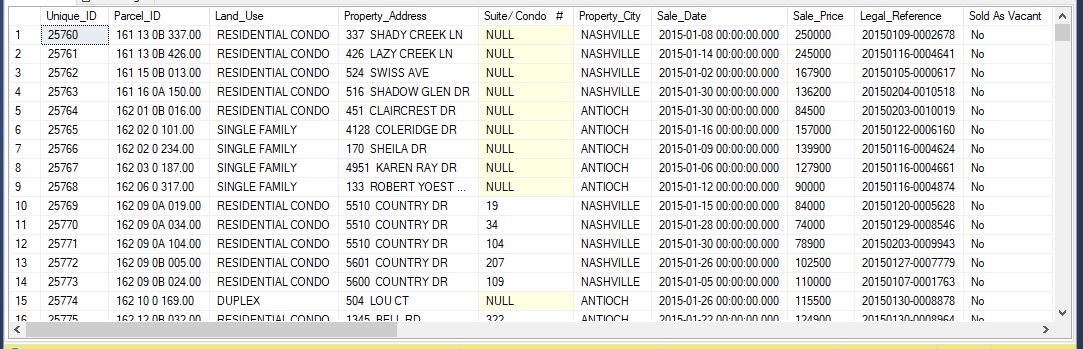 Unique_ID Parcel_ID Land_Use Property_Address Suite/ Condo # Property_City Sale_Date Sale_Price Legal_Reference Sold As Vacant
1 25760 161 13 0B 337.00 RESIDENTIAL CONDO 337 SHADY CREEK LN NULL NASHVILLE 2015-01-08 00:00:00.000 250000 20150109-0002678 No
2 25761 161 13 0B 426.00 RESIDENTIAL CONDO 426 LAZY CREEK LN NULL NASHVILLE 2015-01-14 00:00:00.000 245000 20150116-0004641 No
3 25762 161 15 0B 013.00 RESIDENTIAL CONDO 524 SWISS AVE NULL NASHVILLE 2015-01-02 00:00:00.000 167900 20150105-0000617 No
4 25763 161 16 0A 150.00 RESIDENTIAL CONDO 516 SHADOW GLEN DR NULL NASHVILLE 2015-01-30 00:00:00.000 136200 20150204-0010518 No
5 25764 162 01 0B 016.00 RESIDENTIAL CONDO 451 CLAIRCREST DR NULL ANTIOCH 2015-01-30 00:00:00.000 84500 20150203-0010019 No
6 25765 162 02 0 101.00 SINGLE FAMILY 4128 COLERIDGE DR NULL ANTIOCH 2015-01-16 00:00:00.000 157000 20150122-0006160 No
7 25766 162 02 0 234.00 SINGLE FAMILY 170 SHEILA DR NULL ANTIOCH 2015-01-09 00:00:00.000 139900 20150116-0004624 No
8 25767 162 03 0 187.00 SINGLE FAMILY 4951 KAREN RAY DR NULL ANTIOCH 2015-01-06 00:00:00.000 127900 20150116-0004661 No
9 25768 162 06 0 317.00 SINGLE FAMILY 133 ROBERT YOEST ... NULL ANTIOCH 2015-01-12 00:00:00.000 90000 20150116-0004874 No
10 25769 162 09 0A 019.00 RESIDENTIAL CONDO 5510 COUNTRY DR 19 NASHVILLE 2015-01-15 00:00:00.000 84000 20150120-0005628 No
11 25770 162 09 0A 034.00 RESIDENTIAL CONDO 5510 COUNTRY DR 34 NASHVILLE 2015-01-28 00:00:00.000 74000 20150129-0008546 No
12 25771 162 09 0A 104.00 RESIDENTIAL CONDO 5510 COUNTRY DR 104 NASHVILLE 2015-01-30 00:00:00.000 78900 20150203-0009943 No
13 25772 162 09 0B 005.00 RESIDENTIAL CONDO 5601 COUNTRY DR 207 NASHVILLE 2015-01-26 00:00:00.000 102500 20150127-0007779 No
14 25773 162 09 0B 024.00 RESIDENTIAL CONDO 5600 COUNTRY DR 109 NASHVILLE 2015-01-05 00:00:00.000 110000 20150107-0001763 No
15 25774 162 10 0 169.00 DUPLEX 504 LOU CT NULL ANTIOCH 2015-01-26 00:00:00.000 115500 20150130-0008878 No
16 25775 162 12 0B 032.00 RESIDENTIAL CONDO 1345 BELL RD 322 ANTIOCH 2015-01-22 00:00:00.000 124900 20150130-0008964 No